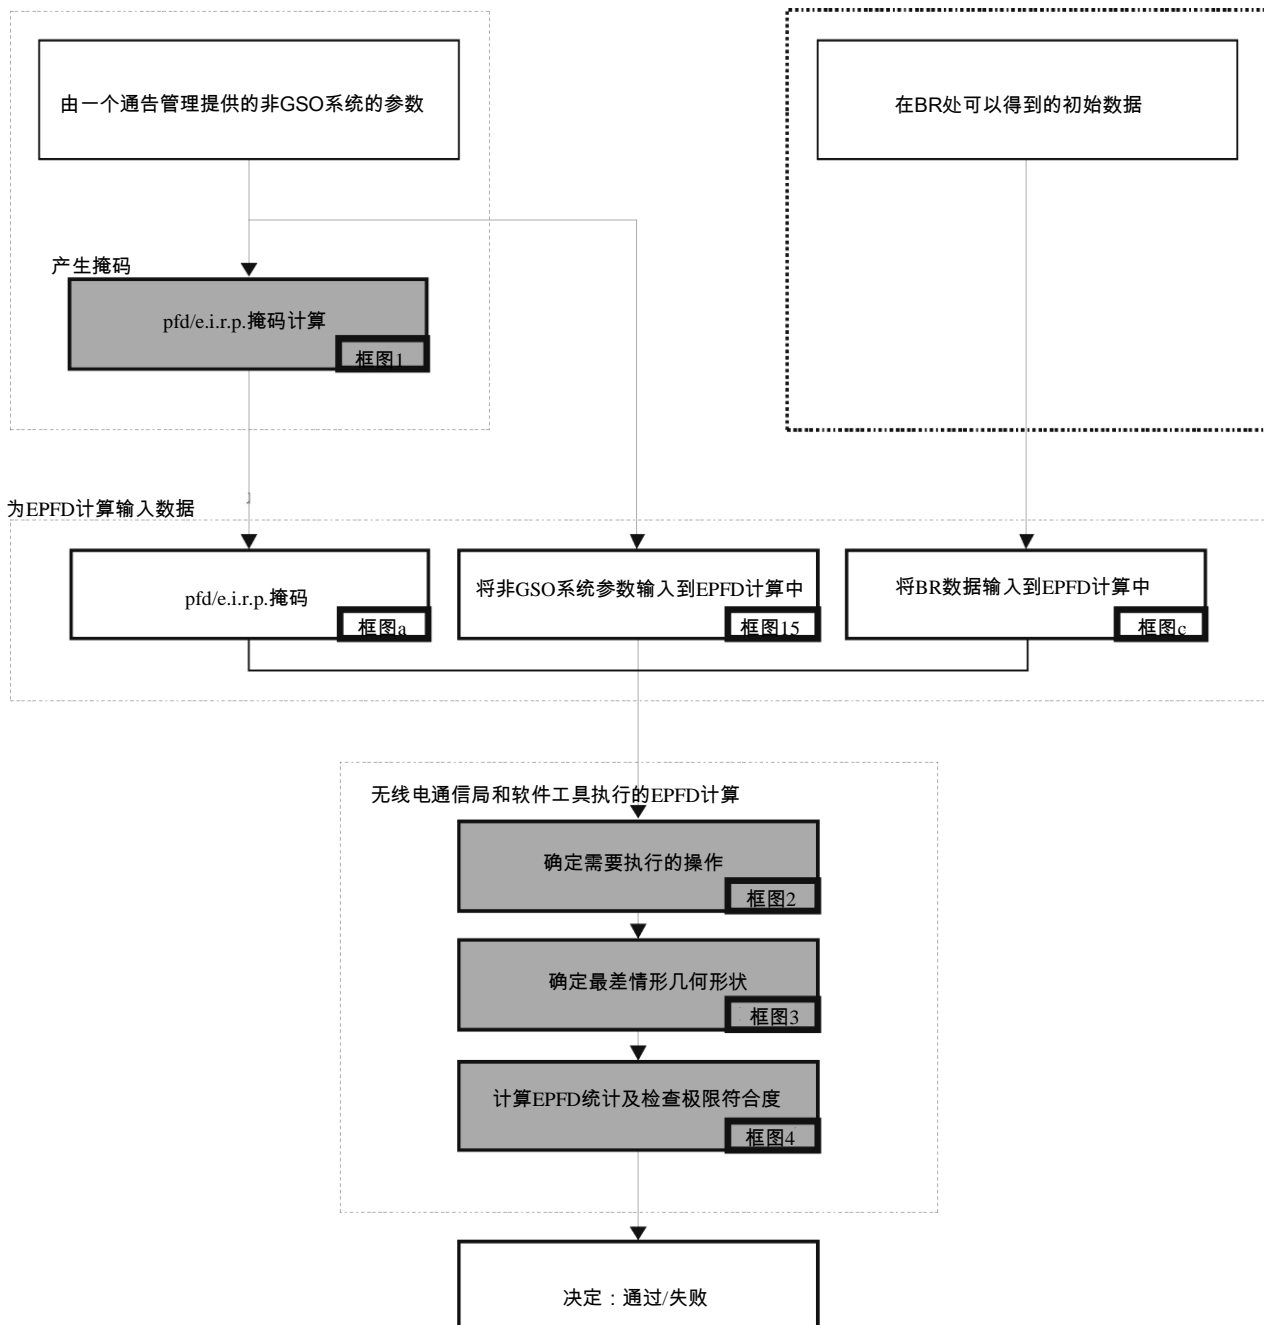 由一个通告管理提供的非GSO系统的参数
在BR处可以得到的初始数据
产生掩码
pfd/e.i.r.p.掩码计算
框图1
为EPFD计算输入数据
pfd/e.i.r.p.掩码
框图a
将非GSO系统参数输入到EPFD计算中
框图15
将BR数据输入到EPFD计算中
框图c
无线电通信局和软件工具执行的EPFD计算
确定需要执行的操作
框图2
确定最差情形几何形状
框图3
计算EPFD统计及检查极限符合度
框图4
决定：通过/失败